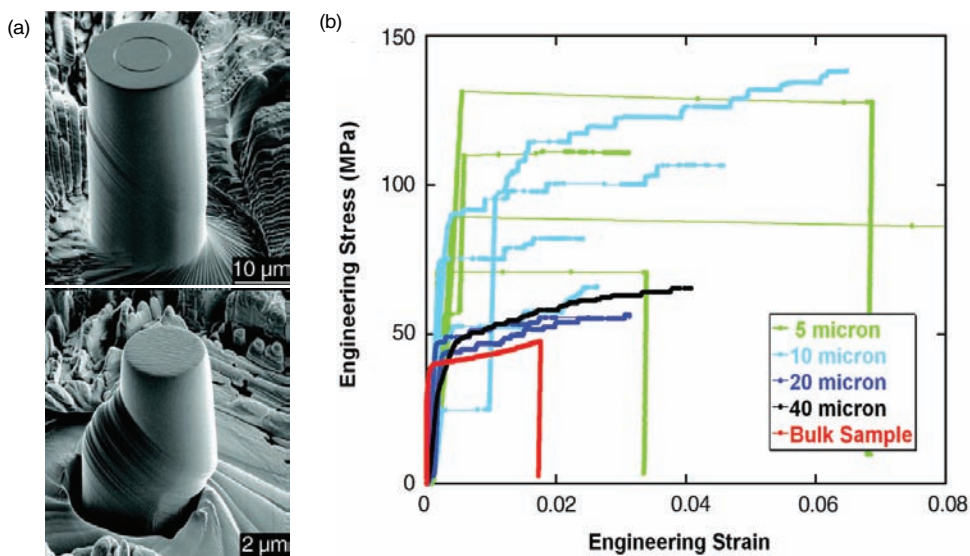 (a)
10 µm
2 µm
(b)
150
100
50
0
Engineering Stress (MPa)
5 micron
10 micron
20 micron
40 micron
Bulk Sample
0
0.02
0.04
0.06
0.08
Engineering Strain